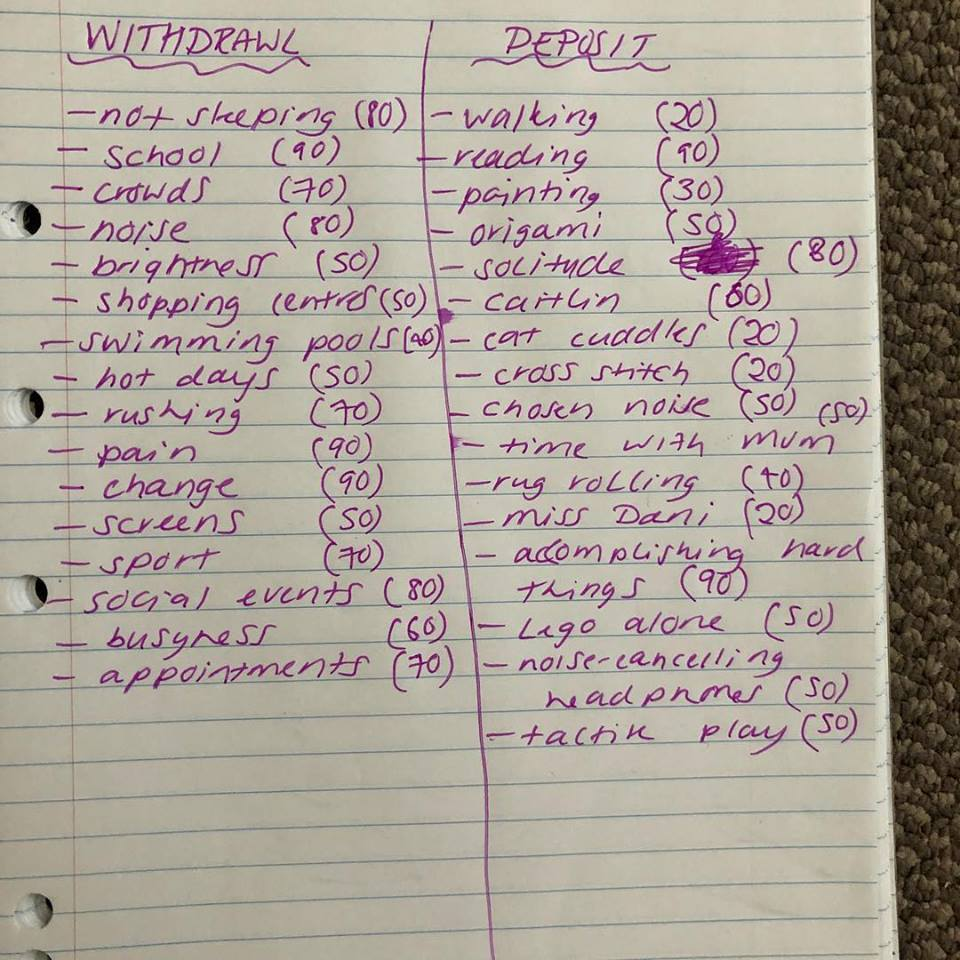 WITHDRAWL
- not sleeping (80)
- school (90)
- crowds (70)
- noise (80)
- brightness (50)
- shopping centres (50)
- swimming pools
- hot days (50)
- rushing (70)
- pain (90)
- change (90)
- screens (50)
- sport (70)
- social events (80)
- busyness (60)
- appointments (70)
DEPOSIT
- walking (20)
- reading (90)
- painting (30)
- origami (50)
- solitude (80)
- caitlin
- cat cuddles (20)
- cross stitch (20)
- chosen noise (50) (50)
- time with mum
- rug rolling (40)
- miss Dani (20)
- accomplishing hard
things (90)
- Lego alone (50)
- noise-cancelling
headphones (50)
- tactile play (50)